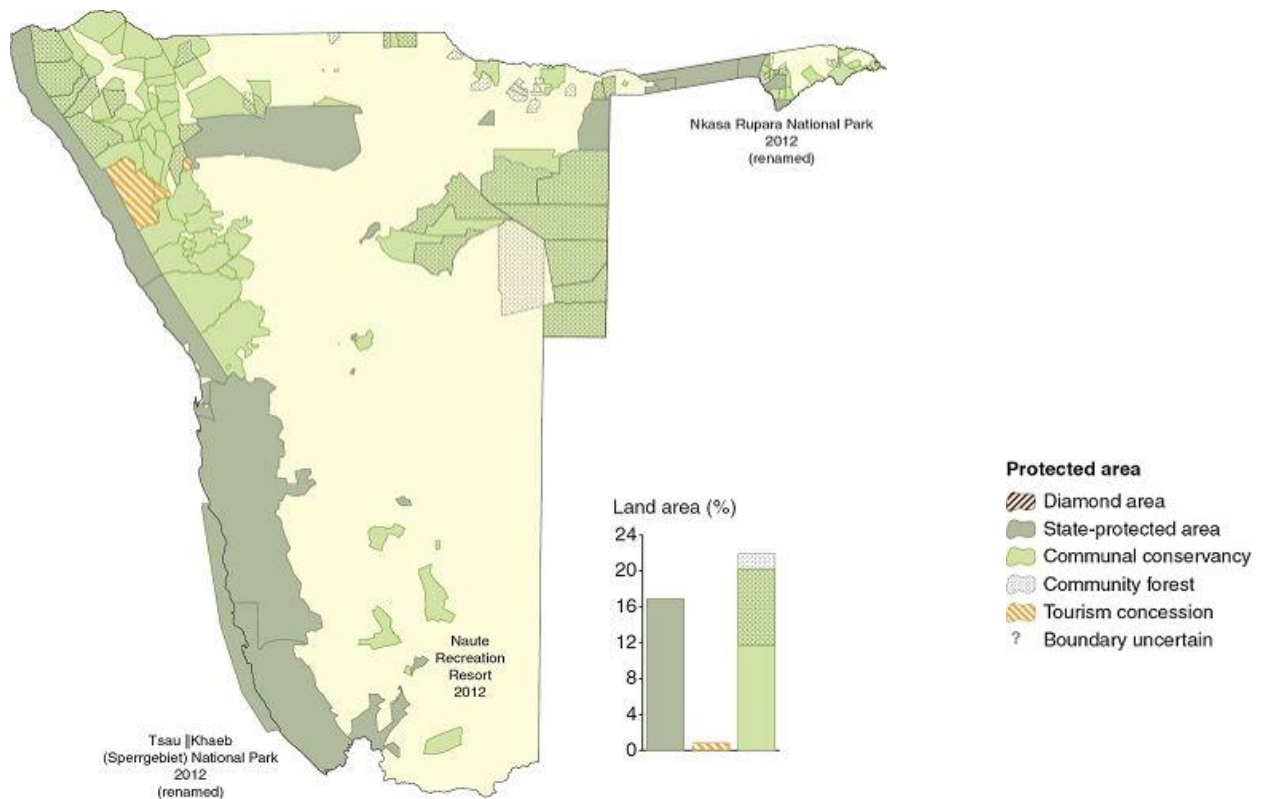 Nkasa Rupara National Park
2012
(renamed)
Protected area
Diamond area
State-protected area
Communal conservancy
Community forest
Tourism concession
? Boundary uncertain
Land area (%)
24
20
16
12
8
4
0
Naute
Recreation
Resort
2012
Tsau ‖Khaeb
(Sperrgebiet) National Park
2012
(renamed)